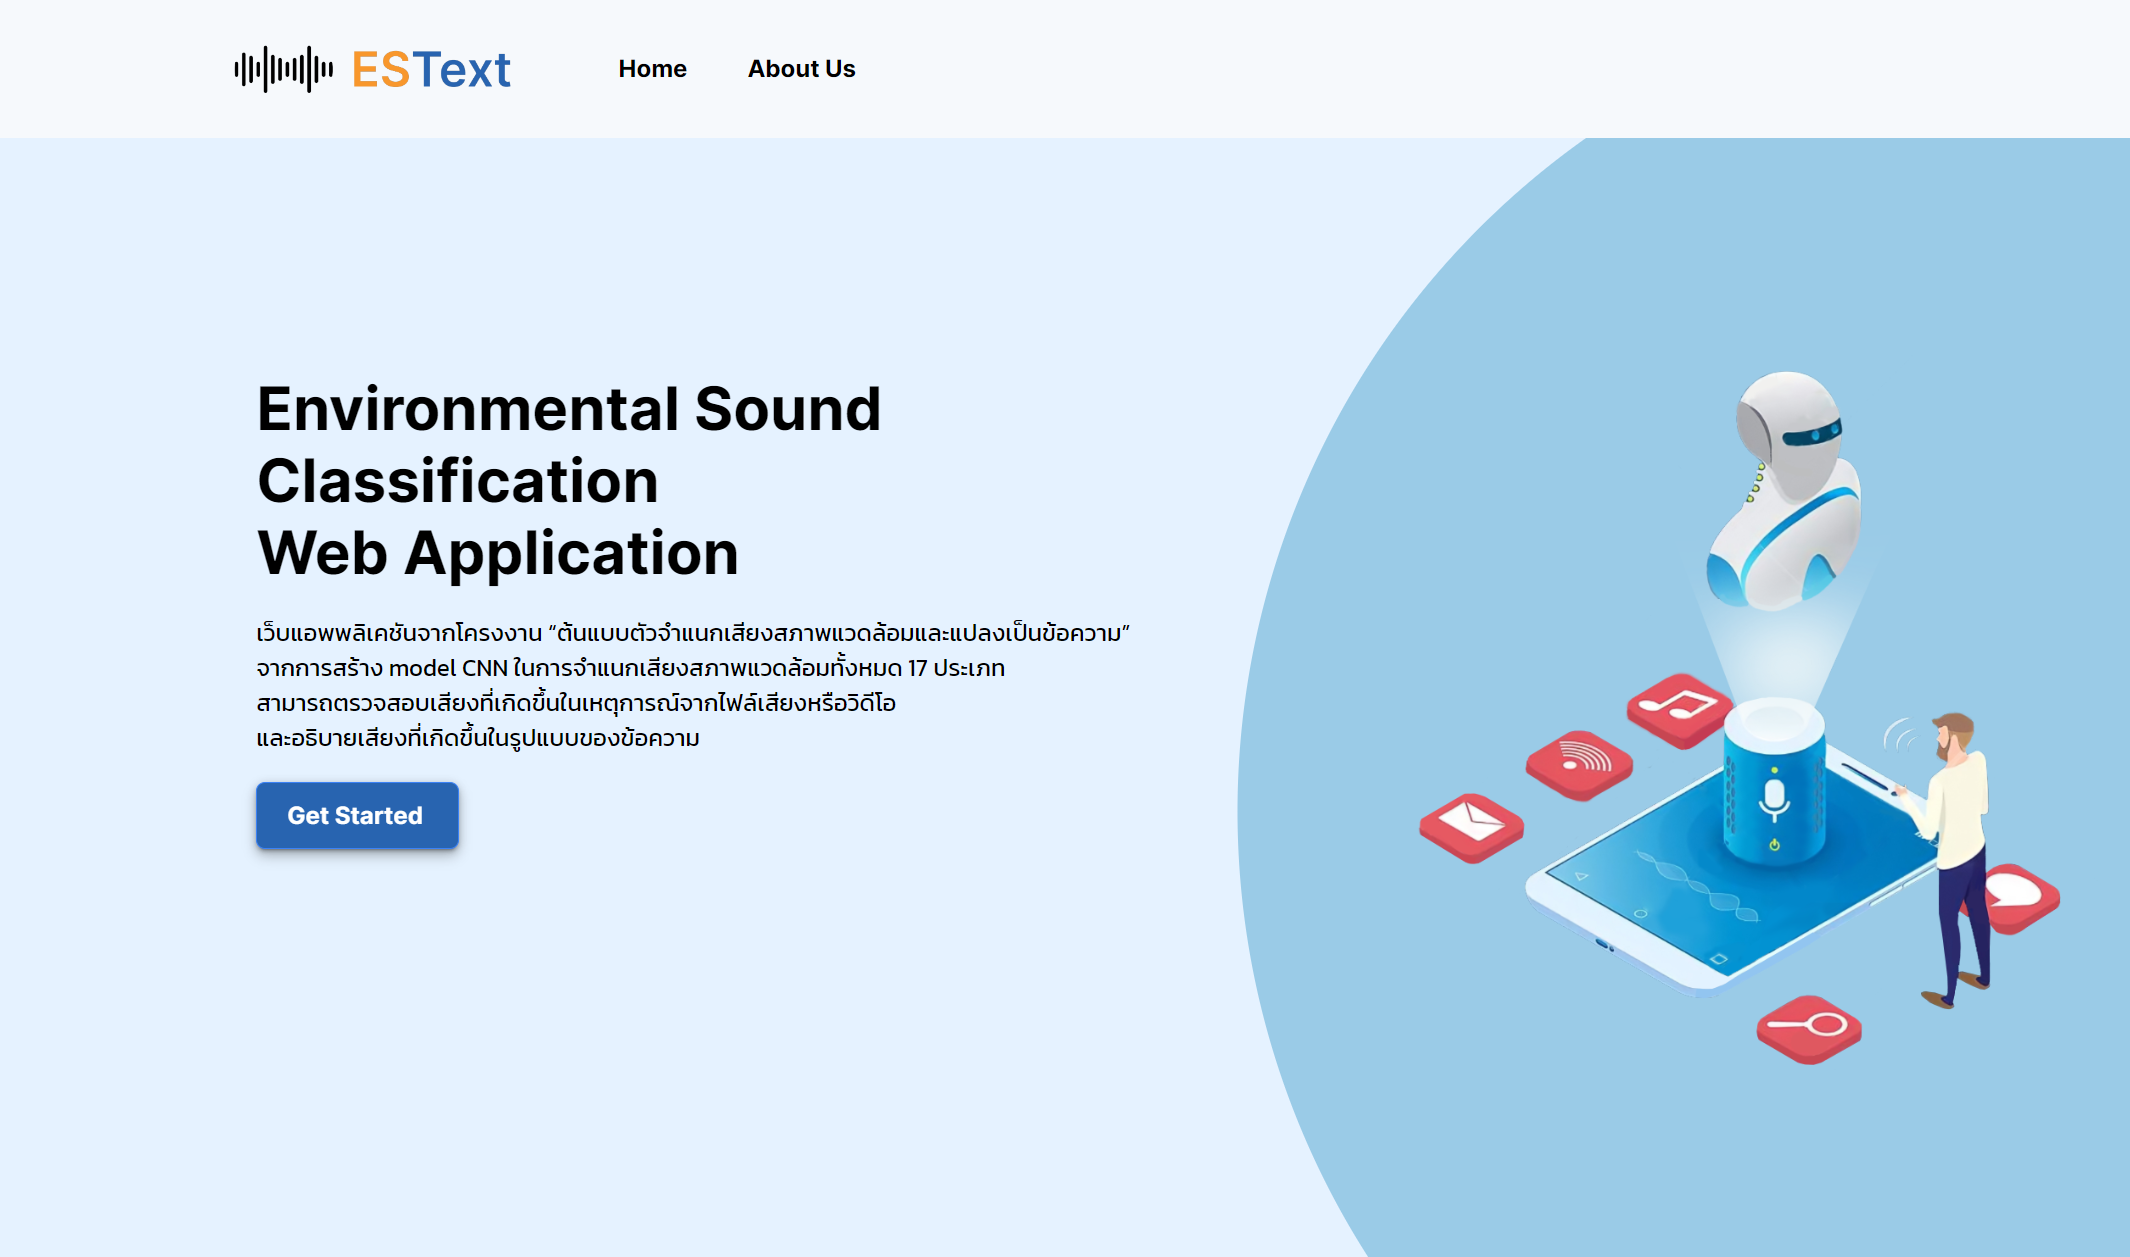 ESText
Home
About Us
Environmental Sound
Classification
Web Application
เว็บแอพพลิเคชันจากโครงงาน “ต้นแบบตัวจำแนกเสียงสภาพแวดล้อมและแปลงเป็นข้อความ”
จากการสร้าง model CNN ในการจำแนกเสียงสภาพแวดล้อมทั้งหมด 17 ประเภท
สามารถตรวจสอบเสียงที่เกิดขึ้นในเหตุการณ์จากไฟล์เสียงหรือวิดีโอ
และอธิบายเสียงที่เกิดขึ้นในรูปแบบของข้อความ
Get Started